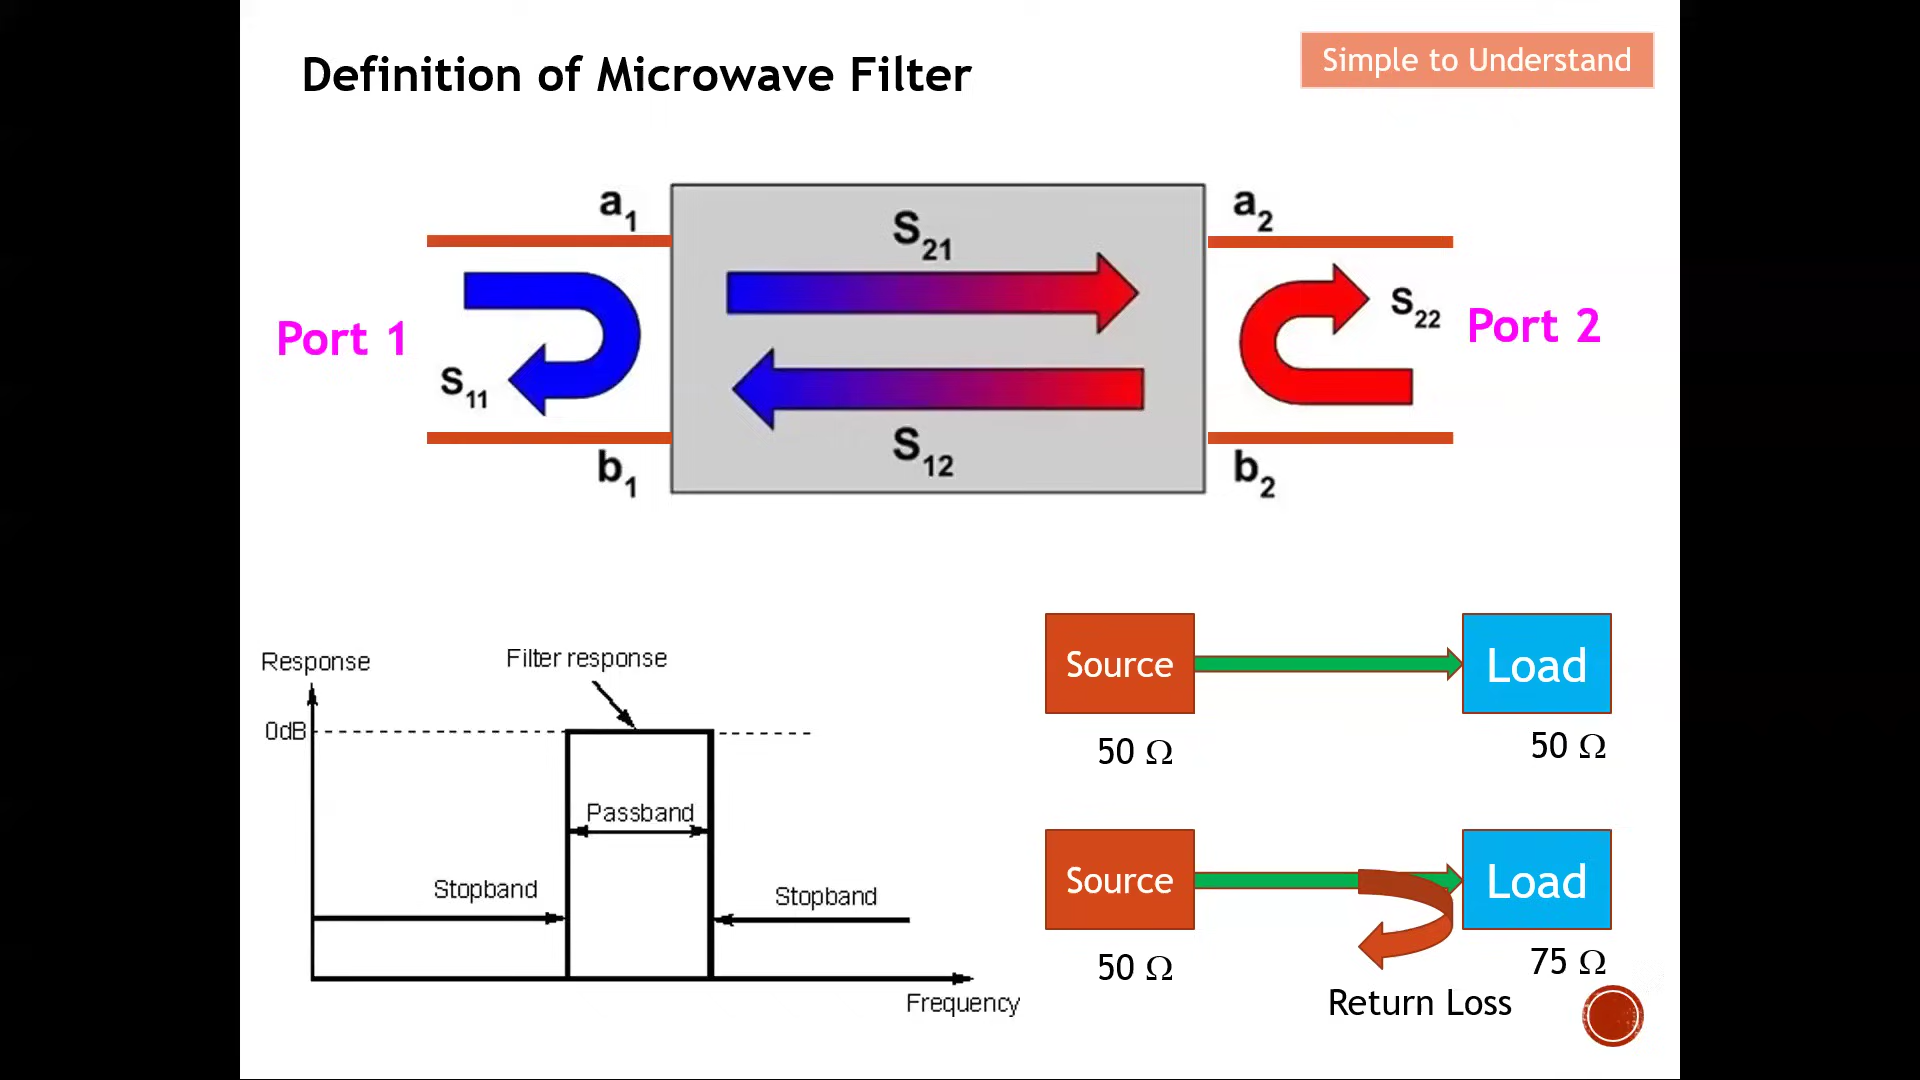 Definition of Microwave Filter
Simple to Understand
a1
S21
a2
Port 1
S11
S22
Port 2
b1
S12
b2
Response
Filter response
0dB
Passband
Stopband
Stopband
Frequency
Source
Load
50 Ω
50 Ω
Source
Load
50 Ω
75 Ω
Return Loss